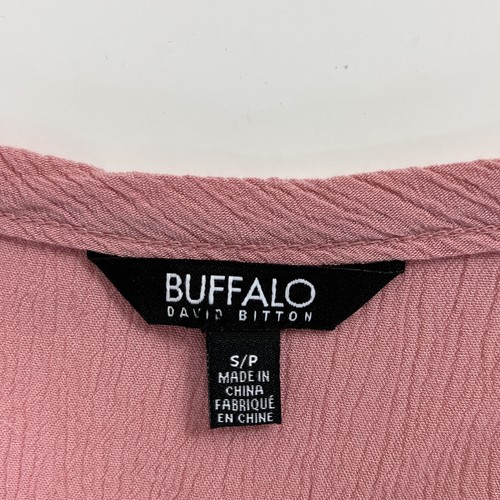 BUFFALO
DAVID BITTON
S/P
MADE IN
CHINA
FABRIQUÉ
EN CHINE